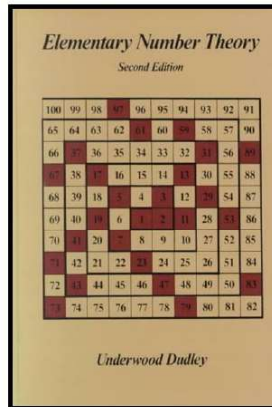 Elementary Number Theory
Second Edition
100 99 98 97 96 95 94 93 92 91
65 64 63 62 61 60 59 58 57 90
66 37 36 35 34 33 32 31 56 89
67 38 17 16 15 14 13 30 55 88
68 39 18 5 4 3 12 29 54 87
69 40 19 6 1 2 11 28 53 86
70 41 20 7 8 9 10 27 52 85
71 42 21 22 23 24 25 26 51 84
72 43 44 45 46 47 48 49 50 83
73 74 75 76 77 78 79 80 81 82
Underwood Dudley